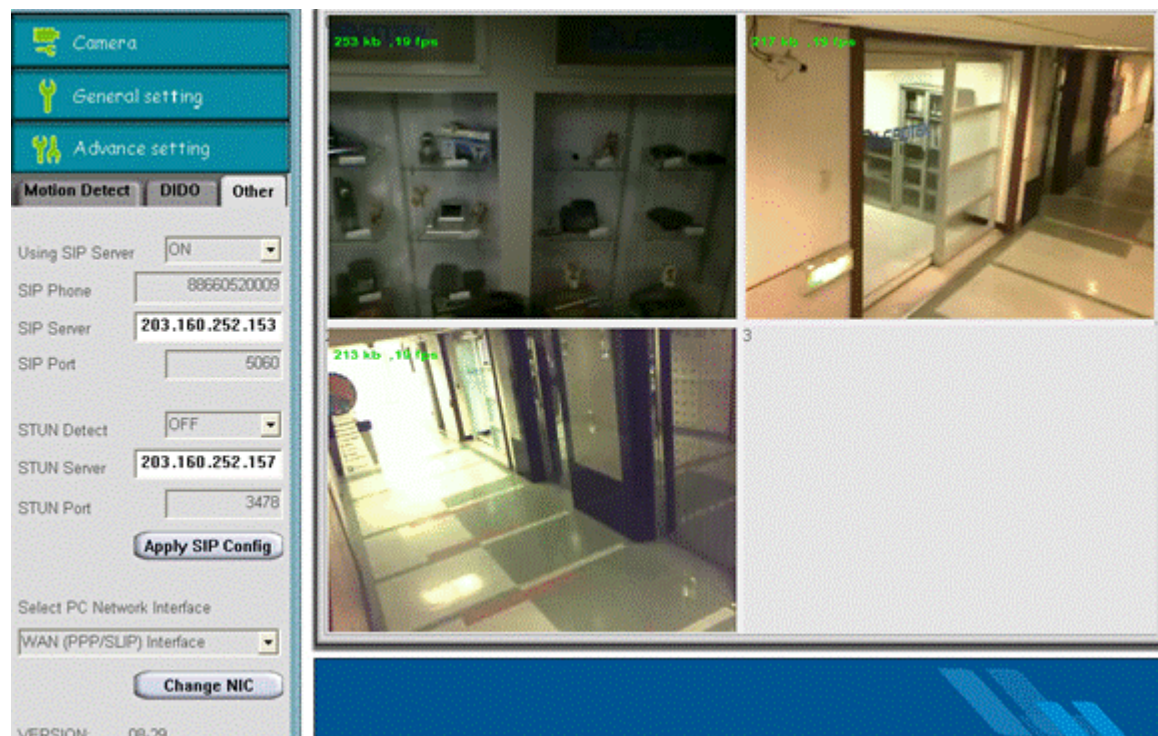 Camera
General setting
Advance setting
Motion Detect DIDO Other
Using SIP Server ON
SIP Phone 88660520009
SIP Server 203.160.252.153
SIP Port 5060
STUN Detect OFF
STUN Server 203.160.252.157
STUN Port 3478
Apply SIP Config
Select PC Network Interface
WAN (PPP/SLIP) Interface
Change NIC
VERSION: 08-29
253 kb ,19 fps
217 kb ,19 fps
213 kb ,19 fps
3